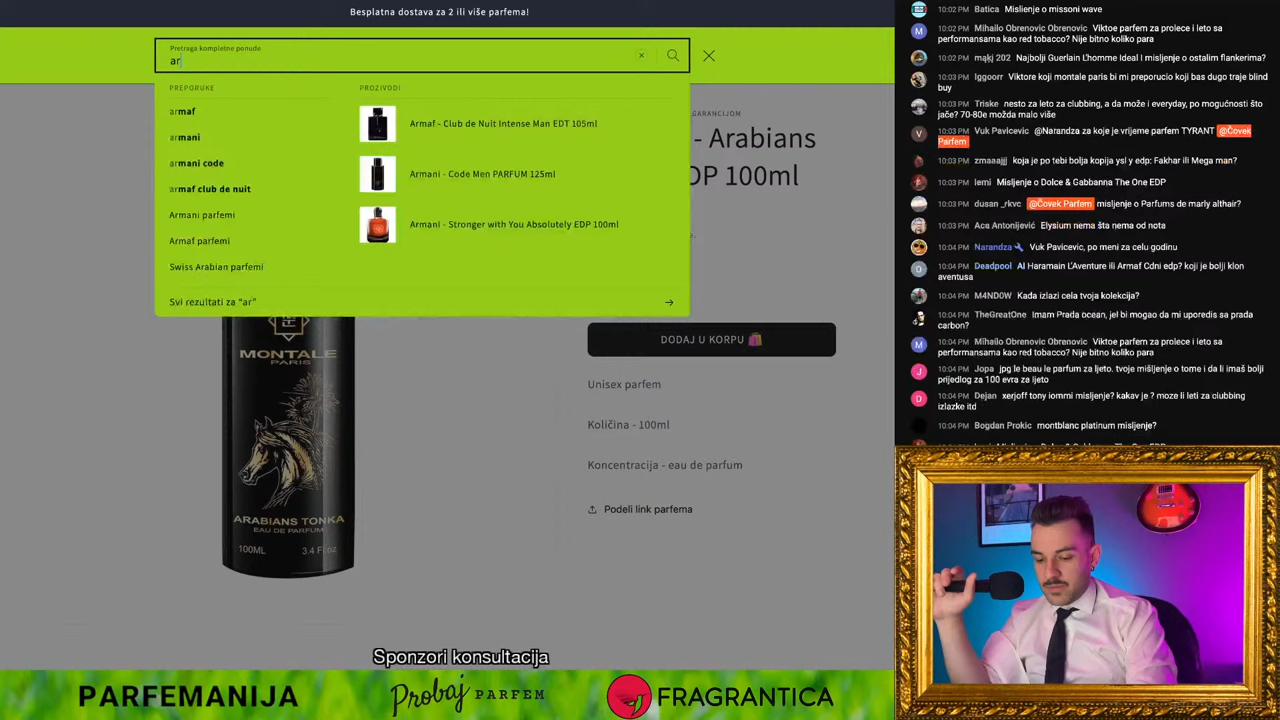 Besplatna dostava za 2 ili više parfema!
Pretraga kompletne ponude
ar
PREPORUKE
armaf
armani
armani code
armaf club de nuit
Armani parfemi
Armaf parfemi
Swiss Arabian parfemi
PROIZVODI
Armaf - Club de Nuit Intense Man EDT 105ml
Armani - Code Men PARFUM 125ml
Armani - Stronger with You Absolutely EDP 100ml
Svi rezultati za “ar”
GARANCIJOM
- Arabians
DP 100ml
DODAJ U KORPU
Unisex parfem
Količina - 100ml
Koncentracija - eau de parfum
Podeli link parfema
MONTALE
PARIS
ARABIANS TONKA
EAU DE PARFUM
100ML 3.4 Fl.oz
Sponzori konsultacija
PARFEMANIJA
Probaj PARFEM
FRAGRANTICA
10:02 PM Batica Mislienje o missoni wave
10:02 PM Mihailo Obrenovic Obrenovic Viktoe parfem za prolece i leto sa
performansama kao red tobacco? Nije bitno koliko para
10:03 PM mąkj 202 Najbolji Guerlain L'homme Ideal I misljenje o ostalim flankerima?
10:03 PM Iggoorr Viktore koji montale paris bi mi preporucio koji bas dugo traje blind
buy
10:03 PM Triske nesto za leto za clubbing, a da može i everyday, po mogućnosti što
jače? 70-80e možda malo više
10:03 PM Vuk Pavicevic @Narandza za koje je vrijeme parfem TYRANT @Čovek
Parfem
10:03 PM zmaaajjj koja je po tebi bolja kopija ysl y edp: Fakhar ili Mega man?
10:03 PM lemi Misljenje o Dolce & Gabbanna The One EDP
10:03 PM dusan _rkvc @Čovek Parfem misljenje o Parfums de marly althair?
10:03 PM Aca Antonijević Elysium nema šta nema od nota
10:04 PM Narandza Vuk Pavicevic, po meni za celu godinu
10:04 PM Deadpool Al Haramain L'Aventure ili Armaf Cdni edp? koji je bolji klon
aventusa
10:04 PM M4ND0W Kada izlazi cela tvoja kolekcija?
10:04 PM TheGreatOne Imam Prada ocean, jel bi mogao da mi uporedis sa prada
carbon?
10:04 PM Mihailo Obrenovic Obrenovic Viktoe parfem za prolece i leto sa
performansama kao red tobacco? Nije bitno koliko para
10:04 PM Jopa jpg le beau le parfum za ljeto. tvoje mišljenje o tome i da li imaš bolji
prijedlog za 100 evra za ljeto
10:04 PM Dejan xerjoff tony iommi misljenje? kakav je ? moze li leti za clubbing
izlazke itd
10:04 PM Bogdan Prokic montblanc platinum misljenje?